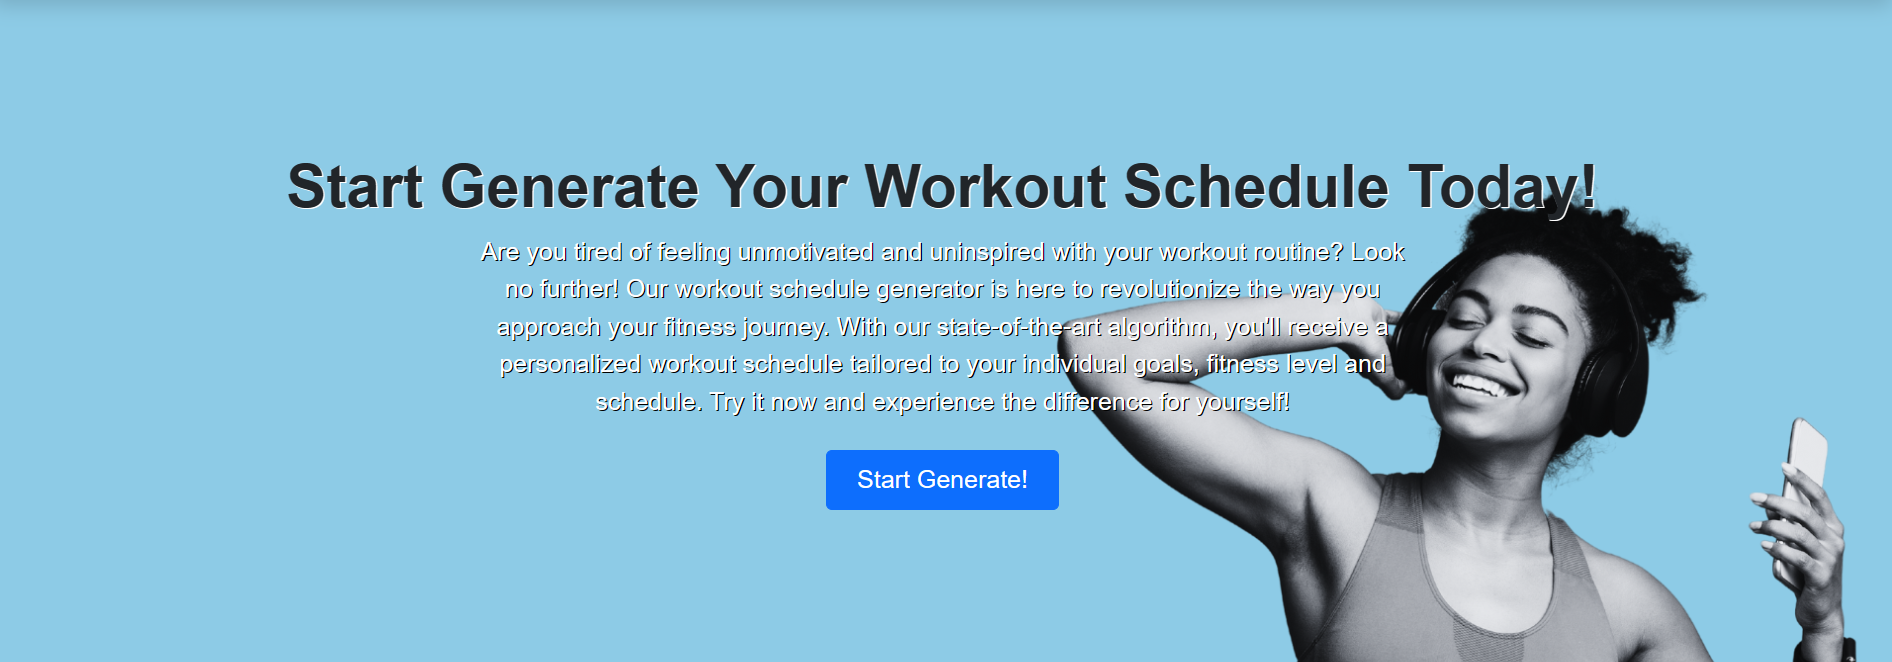 Start Generate Your Workout Schedule Today!
Are you tired of feeling unmotivated and uninspired with your workout routine? Look
no further! Our workout schedule generator is here to revolutionize the way you
approach your fitness journey. With our state-of-the-art algorithm, you'll receive a
personalized workout schedule tailored to your individual goals, fitness level and
schedule. Try it now and experience the difference for yourself!
Start Generate!